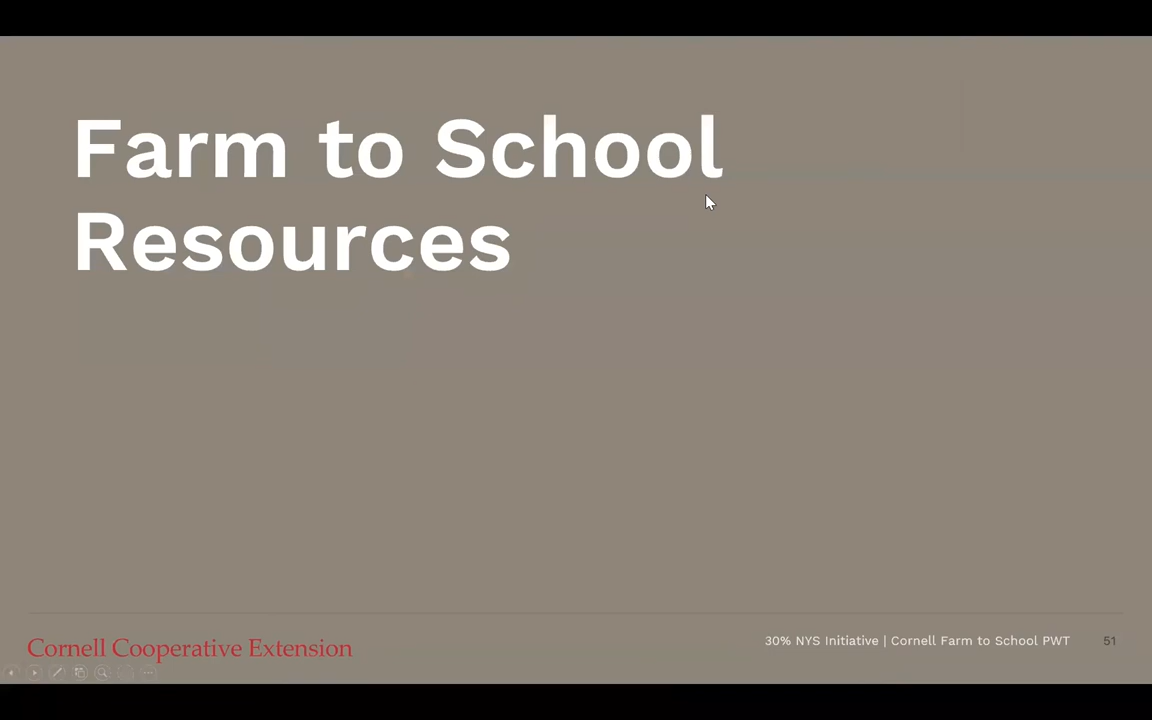 Farm to School
Resources
Cornell Cooperative Extension
30% NYS Initiative | Cornell Farm to School PWT
51